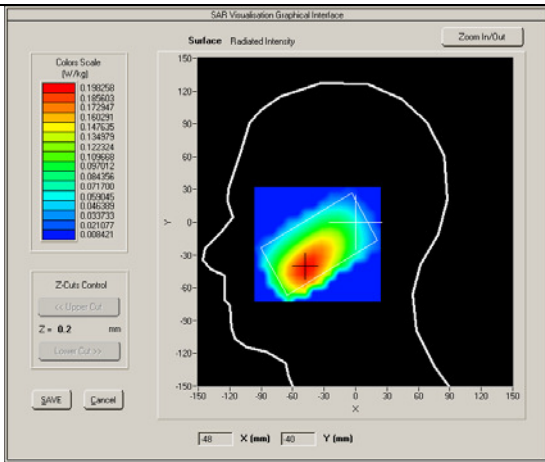 SAR Visualisation Graphical Interface
Surface Radiated Intensity
Zoom In/Out
Colors Scale
(W/kg)
0.198258
0.185603
0.172947
0.160291
0.147635
0.134979
0.122324
0.109668
0.097012
0.084356
0.071700
0.059045
0.046389
0.033733
0.021077
0.008421
Z-Cuts Control
<< Upper Cut
Z = 0.2 mm
Lower Cut >>
SAVE Cancel
150
120
90
60
30
0
-30
-60
-90
-120
-150
Y
-150 -120 -90 -60 -30 0 30 60 90 120 150
X
-48 X (mm) -40 Y (mm)